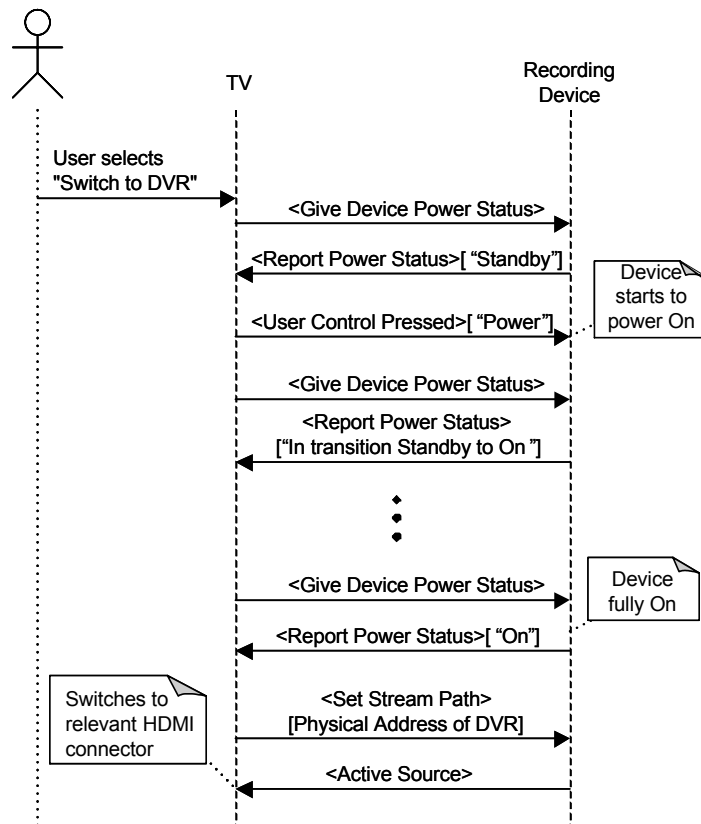 TV
Recording
Device
User selects
"Switch to DVR"
<Give Device Power Status>
<Report Power Status>[ “Standby”]
Device
starts to
power On
<User Control Pressed>[ “Power”]
<Give Device Power Status>
<Report Power Status>
[“In transition Standby to On ”]
<Give Device Power Status>
Device
fully On
<Report Power Status>[ “On”]
Switches to
relevant HDMI
connector
<Set Stream Path>
[Physical Address of DVR]
<Active Source>